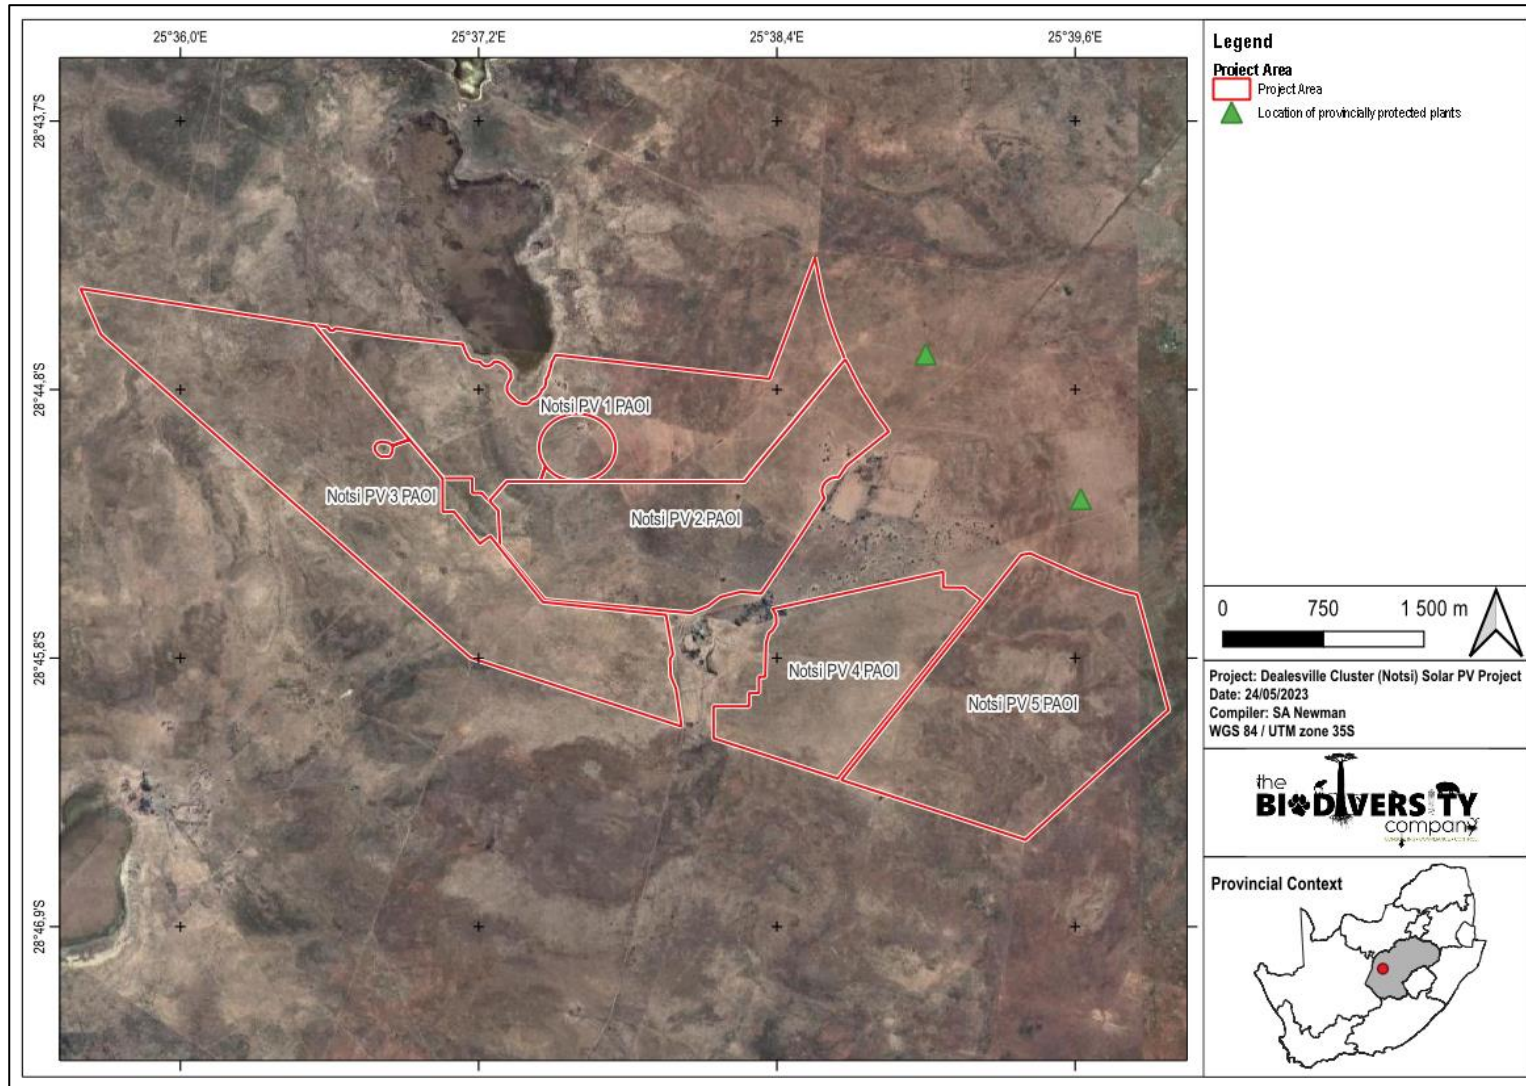 25°36,0'E
25°37,2'E
25°38,4'E
25°39,6'E
28°43,7'S
28°44,8'S
28°45,8'S
28°46,9'S
Notsi PV 1 PAOI
Notsi PV 3 PAOI
Notsi PV 2 PAOI
Notsi PV 4 PAOI
Notsi PV 5 PAOI
Legend
Project Area
Project Area
Location of provincially protected plants
0 750 1 500 m
Project: Dealesville Cluster (Notsi) Solar PV Project
Date: 24/05/2023
Compiler: SA Newman
WGS 84 / UTM zone 35S
the
BIODIVERSITY
company
Provincial Context